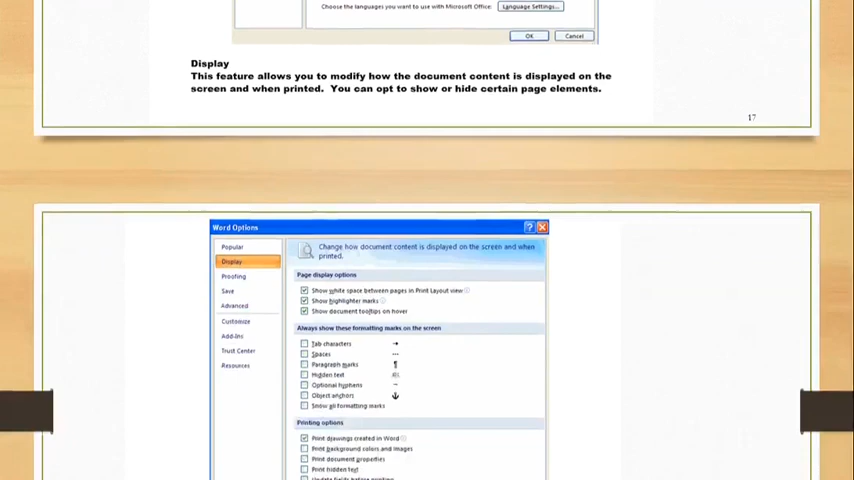 Choose the languages you want to use with Microsoft Office: Language Settings...
OK Cancel
Display
This feature allows you to modify how the document content is displayed on the
screen and when printed. You can opt to show or hide certain page elements.
17
Word Options
Popular
Display
Proofing
Save
Advanced
Customize
Add-Ins
Trust Center
Resources
Change how document content is displayed on the screen and when
printed.
Page display options
Show white space between pages in Print Layout view
Show highlighter marks
Show document tooltips on hover
Always show these formatting marks on the screen
Tab characters
Spaces
Paragraph marks ¶
Hidden text abc
Optional hyphens
Object anchors
Show all formatting marks
Printing options
Print drawings created in Word
Print background colors and images
Print document properties
Print hidden text
Update fields before printing